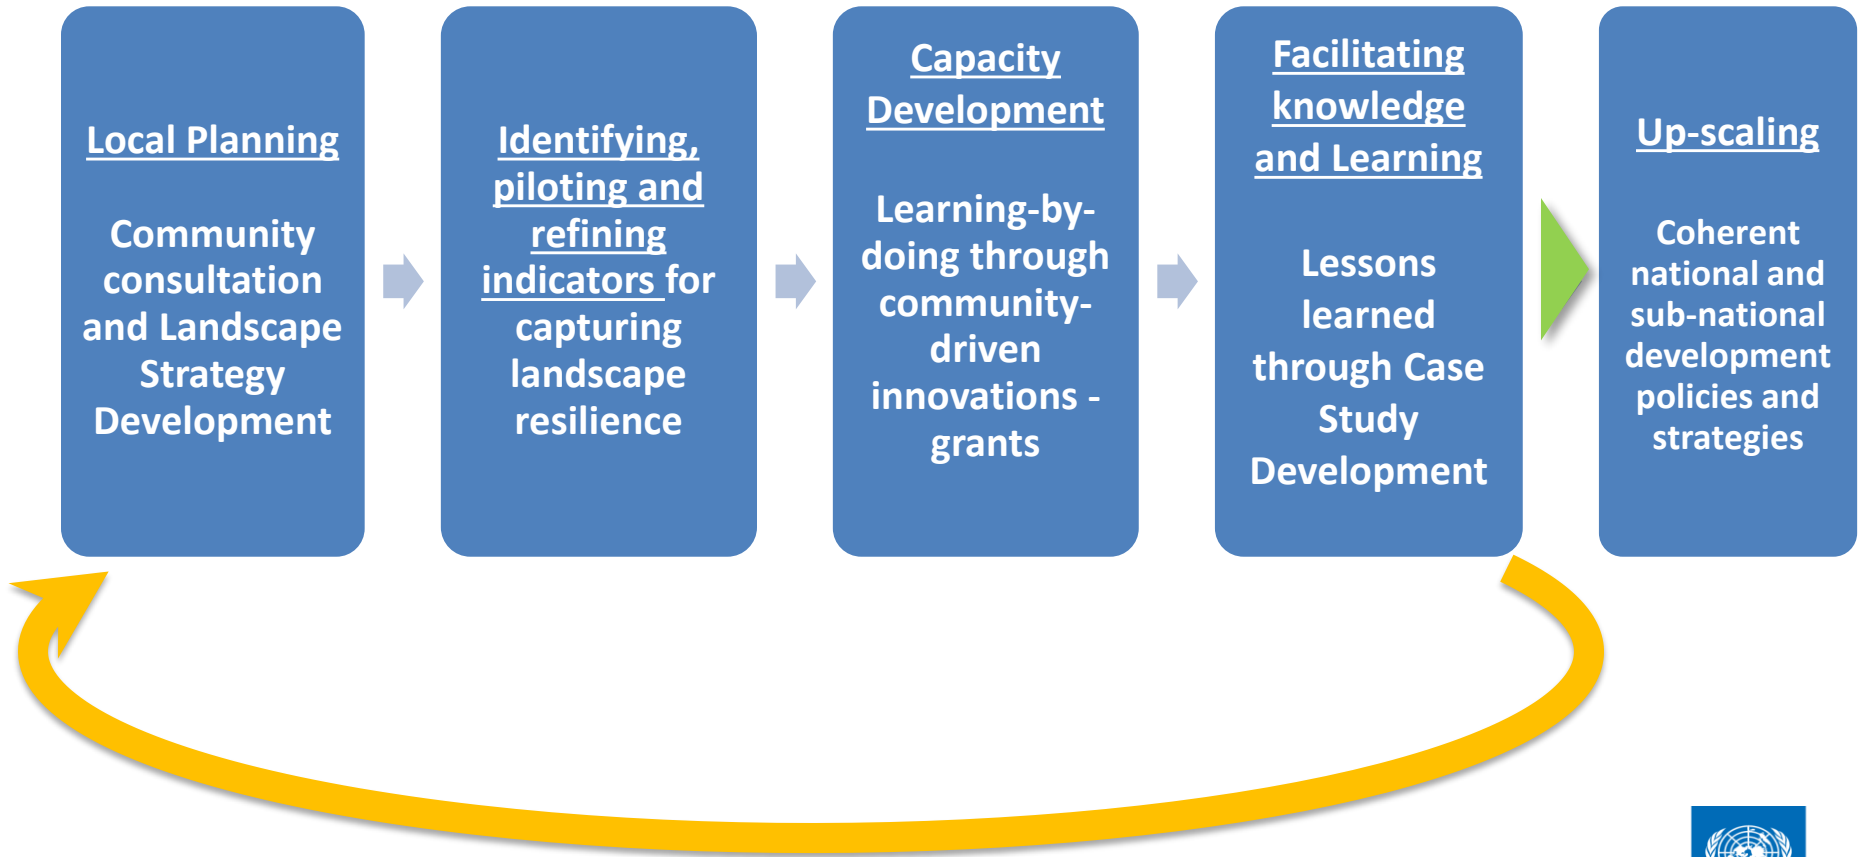 Local Planning
Community
consultation
and Landscape
Strategy
Development
Identifying,
piloting and
refining
indicators for
capturing
landscape
resilience
Capacity
Development
Learning-by-
doing through
community-
driven
innovations -
grants
Facilitating
knowledge
and Learning
Lessons
learned
through Case
Study
Development
Up-scaling
Coherent
national and
sub-national
development
policies and
strategies